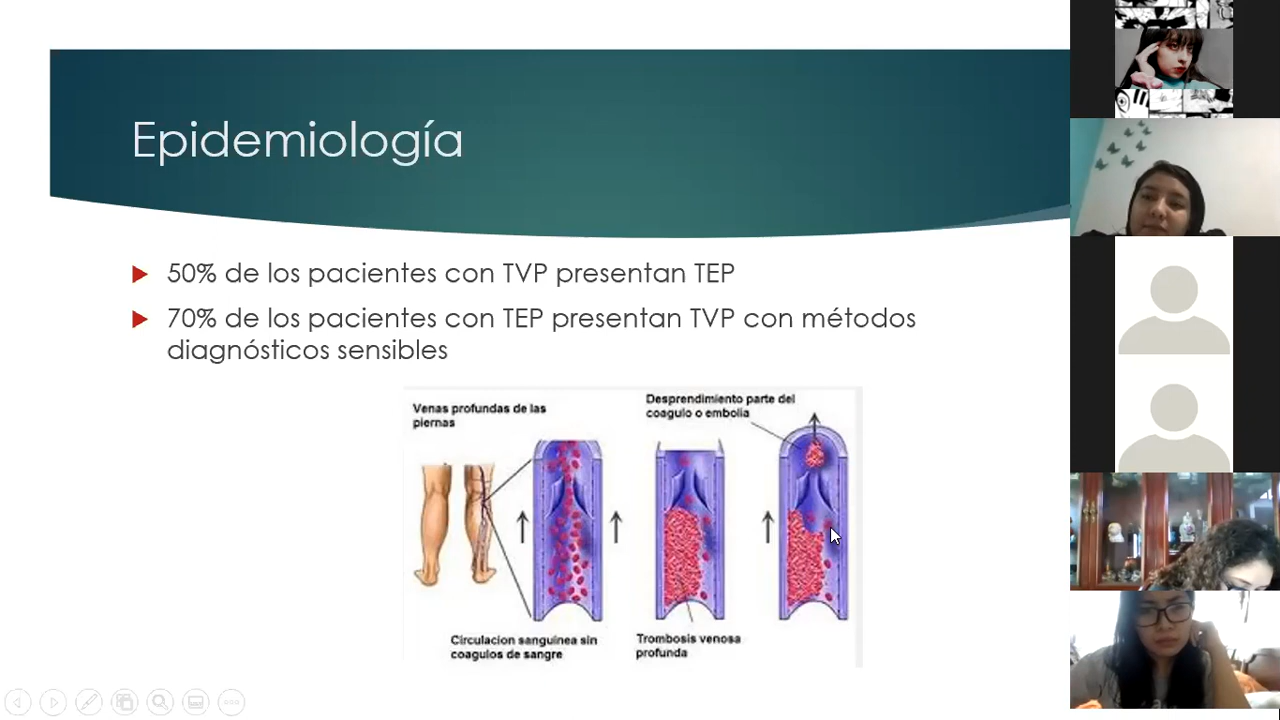 Epidemiología
50% de los pacientes con TVP presentan TEP
70% de los pacientes con TEP presentan TVP con métodos
diagnósticos sensibles
Venas profundas de las
piernas
Desprendimiento parte del
coagulo o embolia
Circulacion sanguinea sin
coagulos de sangre
Trombosis venosa
profunda